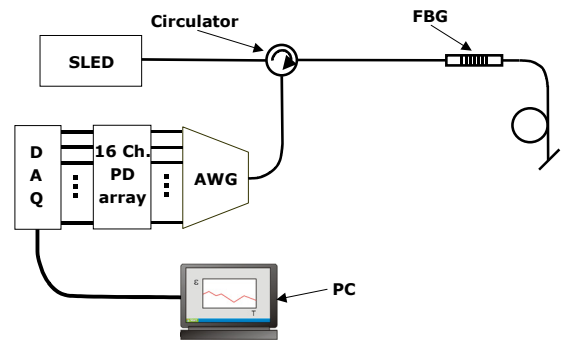 Circulator
FBG
SLED
D
A
Q
16 Ch.
PD
array
AWG
ε
T
PC